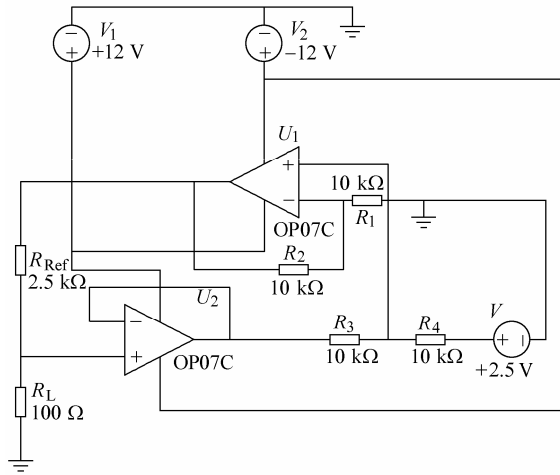 −
+
V1
+12 V
−
+
V2
−12 V
U1
+
−
OP07C
10 kΩ
R1
RRef
2.5 kΩ
R2
10 kΩ
U2
−
+
OP07C
R3
10 kΩ
R4
10 kΩ
V
+ −
+2.5 V
RL
100 Ω